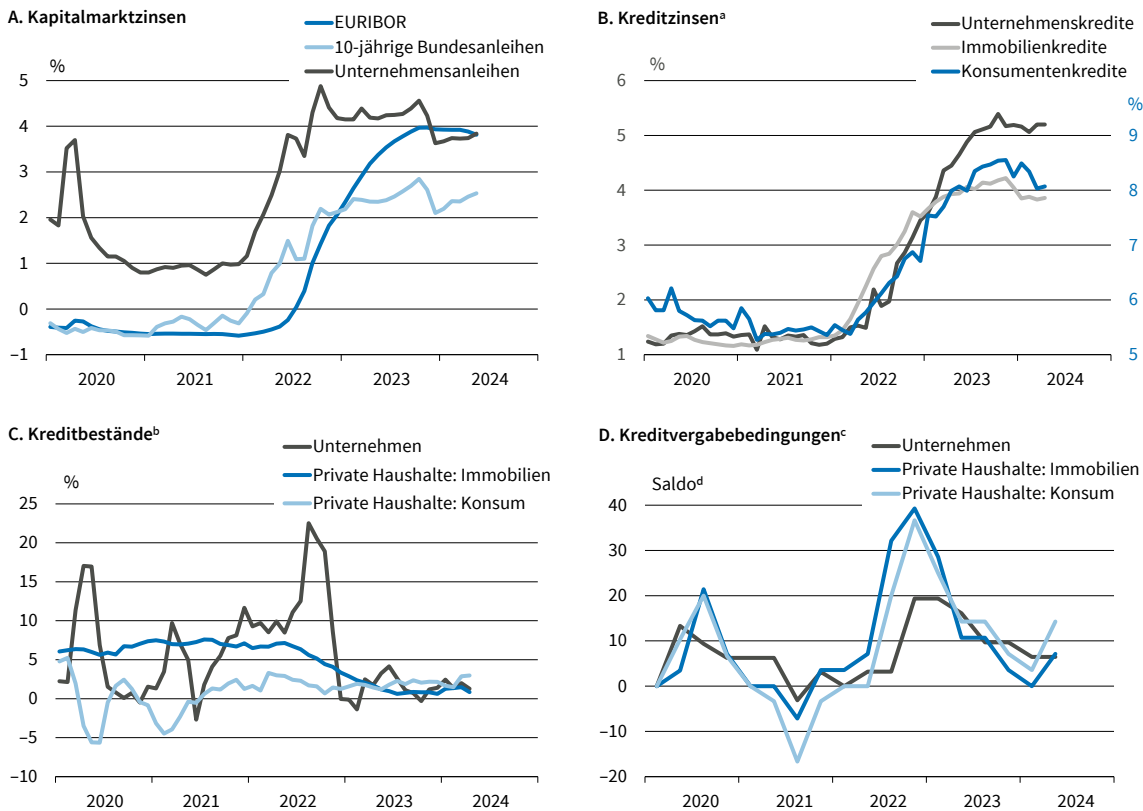 A. Kapitalmarktzinsen
EURIBOR
10-jährige Bundesanleihen
Unternehmensanleihen
%
5
4
3
2
1
0
−1
2020 2021 2022 2023 2024
B. Kreditzinsenᵃ
Unternehmenskredite
Immobilienkredite
Konsumentenkredite
%
%
6
5
4
3
2
1
9
8
7
6
5
2020 2021 2022 2023 2024
C. Kreditbeständeᵇ
Unternehmen
Private Haushalte: Immobilien
Private Haushalte: Konsum
%
25
20
15
10
5
0
−5
−10
2020 2021 2022 2023 2024
D. Kreditvergabebedingungenᶜ
Unternehmen
Private Haushalte: Immobilien
Private Haushalte: Konsum
Saldoᵈ
40
30
20
10
0
−10
−20
2020 2021 2022 2023 2024